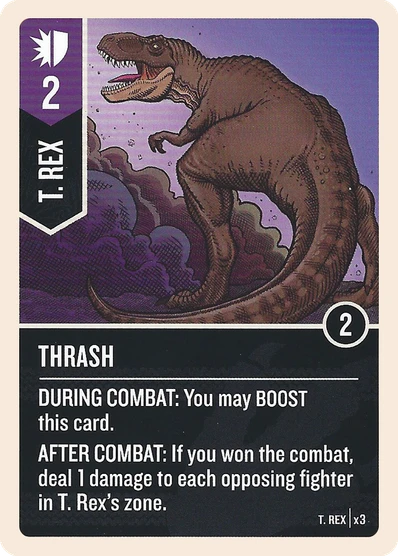 2
T. REX
2
THRASH
DURING COMBAT: You may BOOST
this card.
AFTER COMBAT: If you won the combat,
deal 1 damage to each opposing fighter
in T. Rex's zone.
T. REX | x3